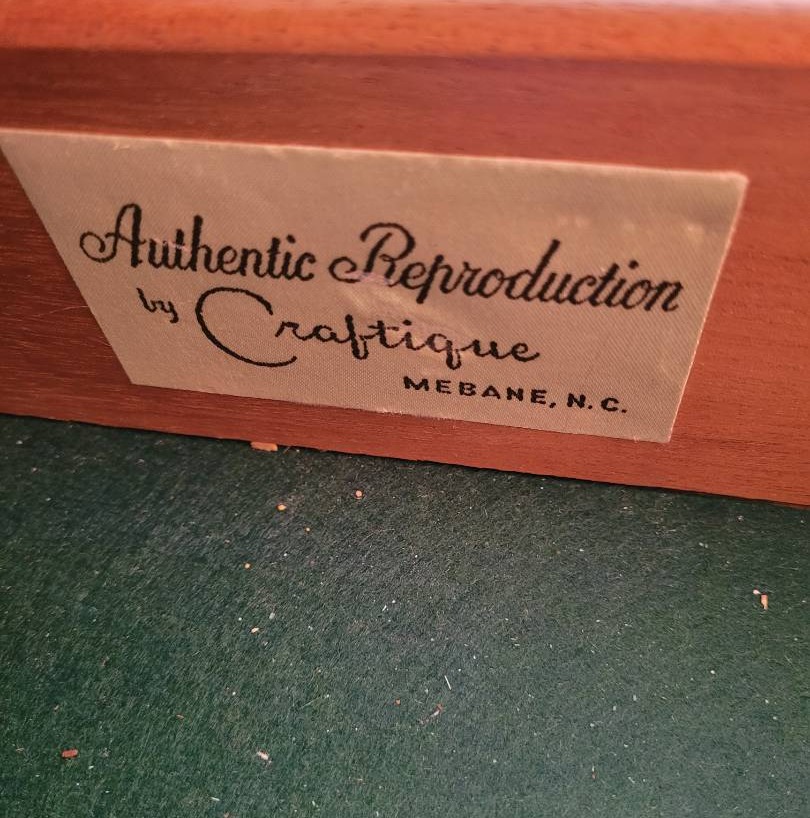 Authentic Reproduction
by Craftique
MEBANE, N.C.